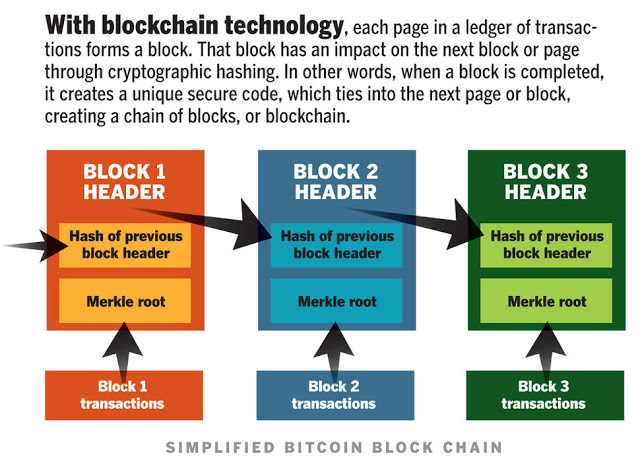 With blockchain technology, each page in a ledger of transac-
tions forms a block. That block has an impact on the next block or page
through cryptographic hashing. In other words, when a block is completed,
it creates a unique secure code, which ties into the next page or block,
creating a chain of blocks, or blockchain.
BLOCK 1
HEADER
Hash of previous
block header
Merkle root
Block 1
transactions
BLOCK 2
HEADER
Hash of previous
block header
Merkle root
Block 2
transactions
BLOCK 3
HEADER
Hash of previous
block header
Merkle root
Block 3
transactions
SIMPLIFIED BITCOIN BLOCK CHAIN